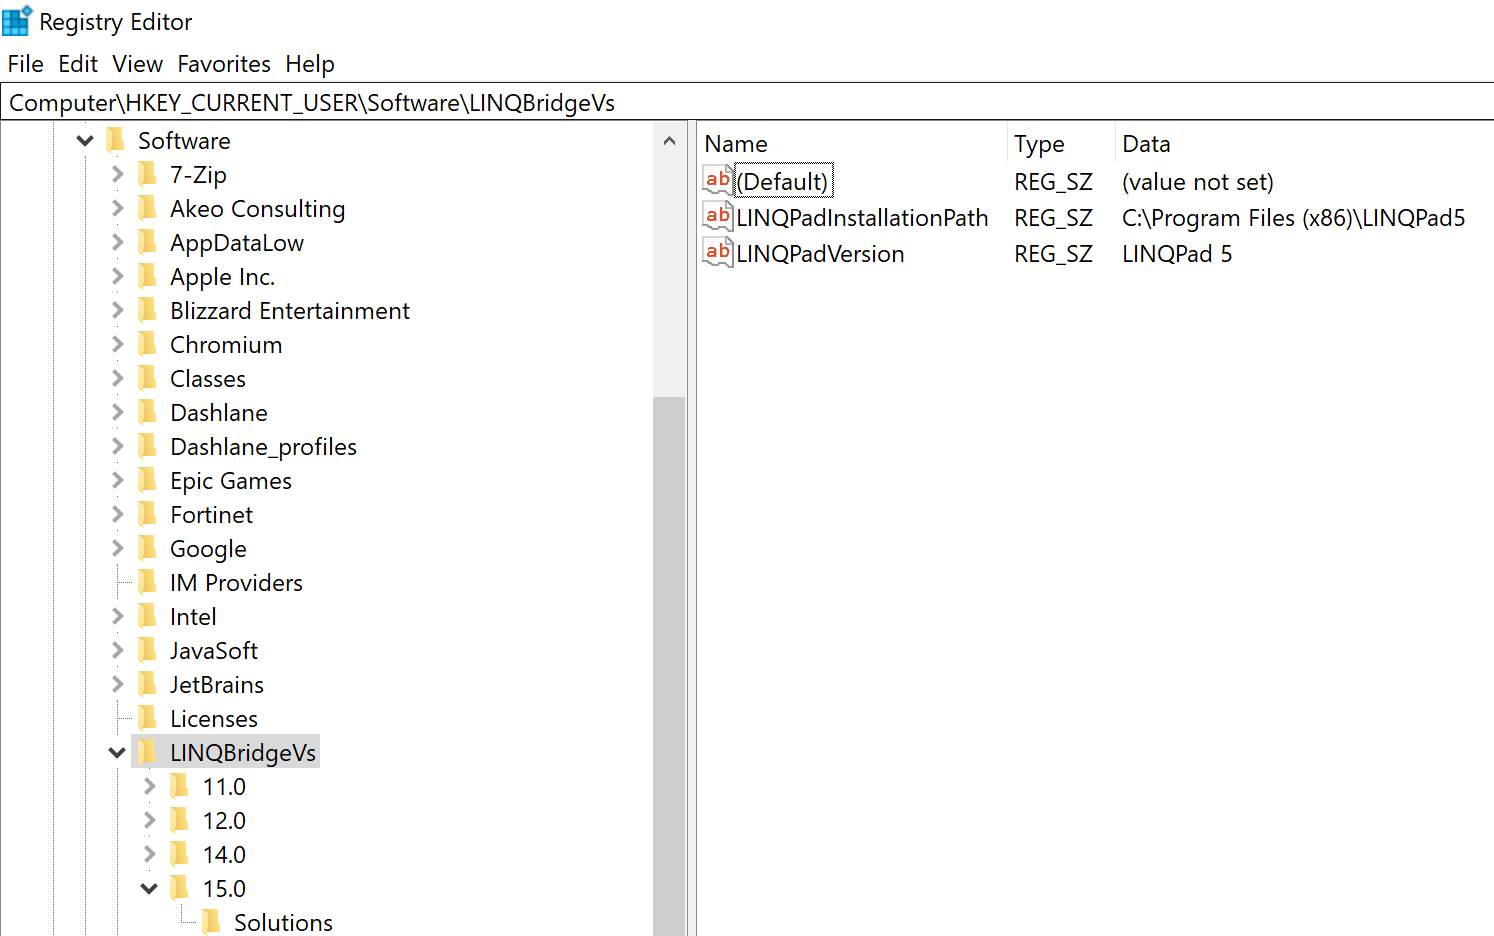 Registry Editor
File Edit View Favorites Help
Computer\HKEY_CURRENT_USER\Software\LINQBridgeVs
Software
7-Zip
Akeo Consulting
AppDataLow
Apple Inc.
Blizzard Entertainment
Chromium
Classes
Dashlane
Dashlane_profiles
Epic Games
Fortinet
Google
IM Providers
Intel
JavaSoft
JetBrains
Licenses
LINQBridgeVs
11.0
12.0
14.0
15.0
Solutions
Name Type Data
ab (Default) REG_SZ (value not set)
ab LINQPadInstallationPath REG_SZ C:\Program Files (x86)\LINQPad5
ab LINQPadVersion REG_SZ LINQPad 5